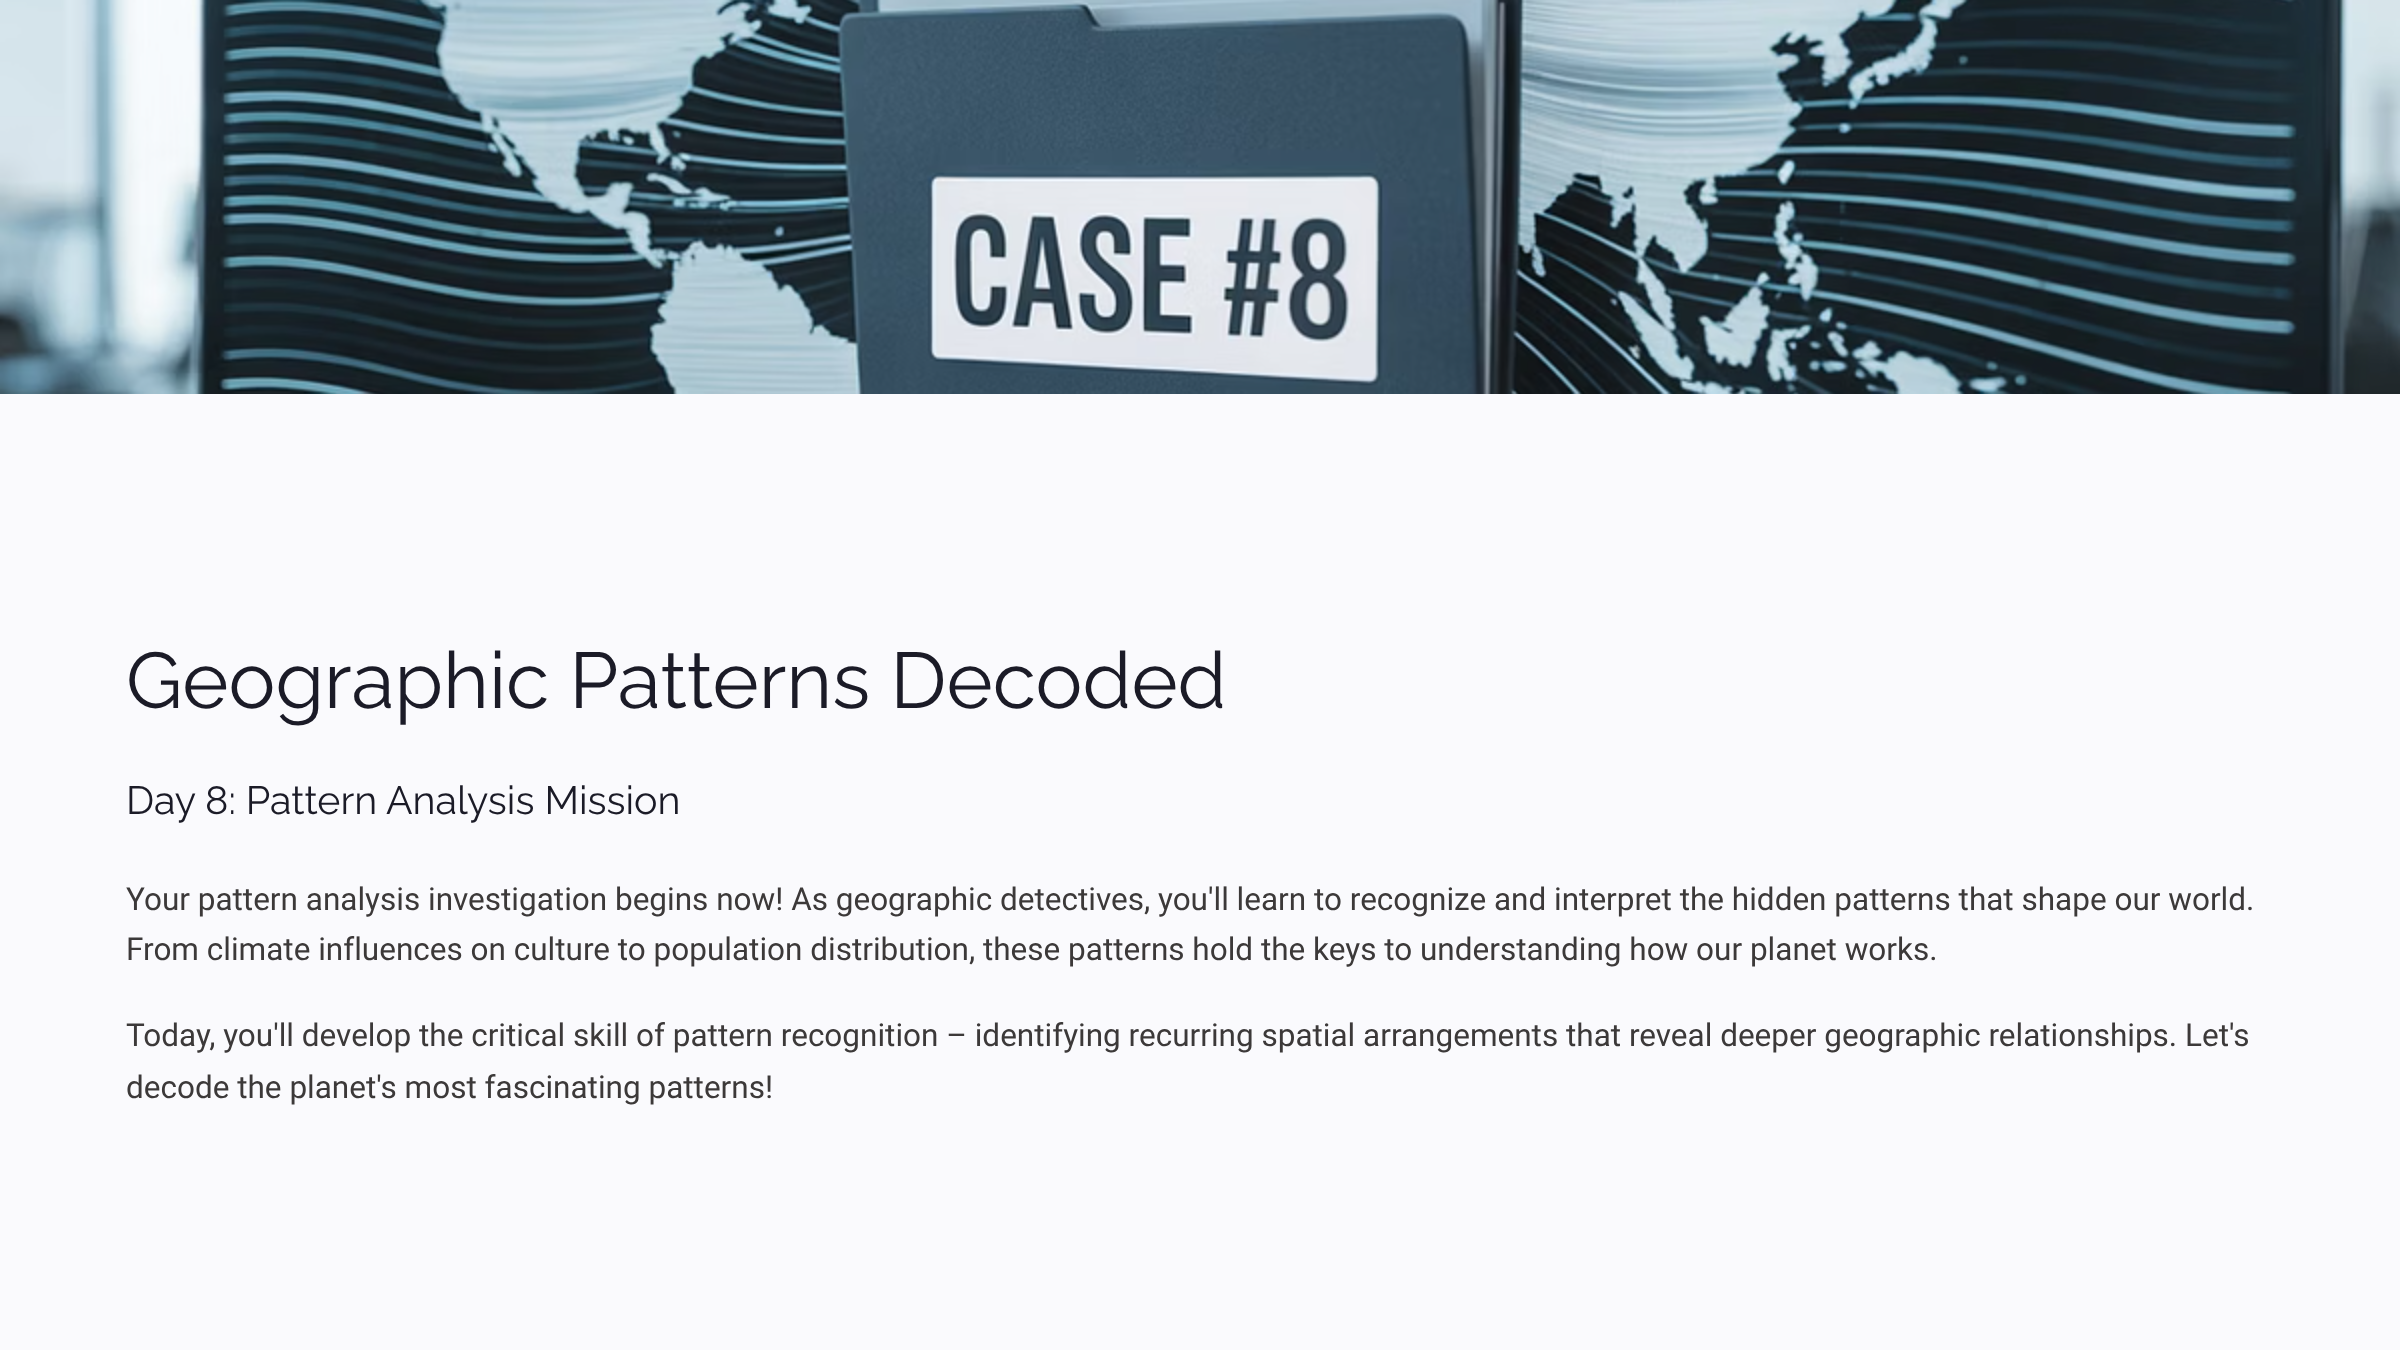 CASE #8
Geographic Patterns Decoded
Day 8: Pattern Analysis Mission
Your pattern analysis investigation begins now! As geographic detectives, you'll learn to recognize and interpret the hidden patterns that shape our world.
From climate influences on culture to population distribution, these patterns hold the keys to understanding how our planet works.
Today, you'll develop the critical skill of pattern recognition – identifying recurring spatial arrangements that reveal deeper geographic relationships. Let's
decode the planet's most fascinating patterns!